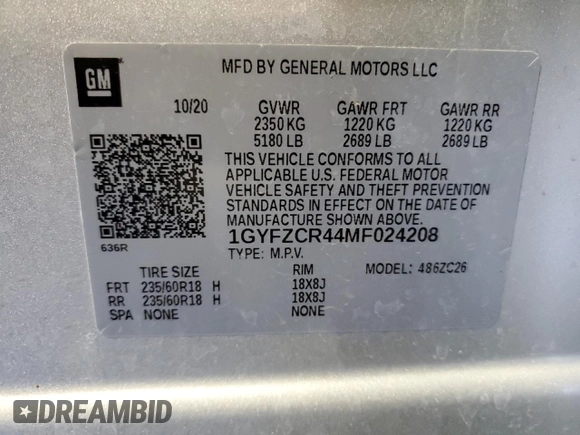 GM
MFD BY GENERAL MOTORS LLC
10/20 GVWR GAWR FRT GAWR RR
2350 KG 1220 KG 1220 KG
5180 LB 2689 LB 2689 LB
THIS VEHICLE CONFORMS TO ALL
APPLICABLE U.S. FEDERAL MOTOR
VEHICLE SAFETY AND THEFT PREVENTION
STANDARDS IN EFFECT ON THE DATE OF
MANUFACTURE SHOWN ABOVE.
636R
1GYFZCR44MF024208
TYPE: M.P.V.
TIRE SIZE RIM MODEL: 486ZC26
FRT 235/60R18 H 18X8J
RR 235/60R18 H 18X8J
SPA NONE NONE
DREAMBID